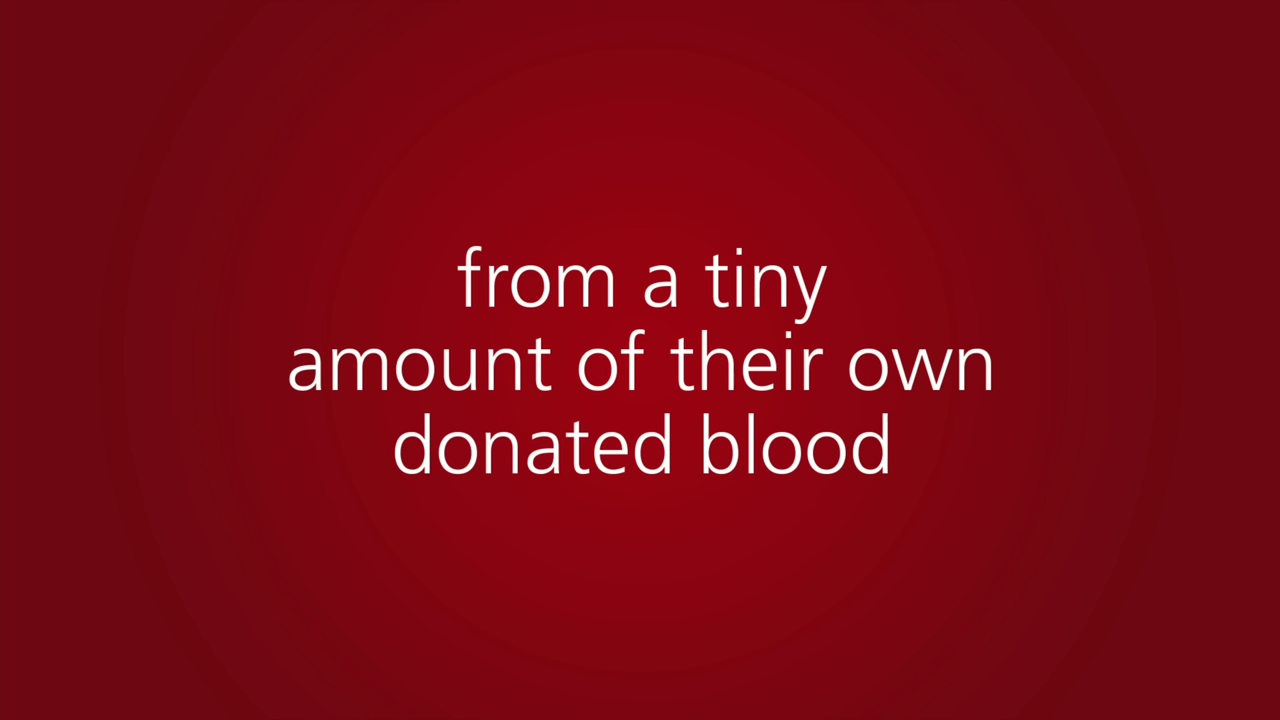 from a tiny
amount of their own
donated blood